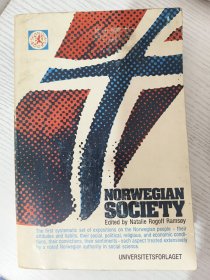 NORWEGIAN
SOCIETY
Edited by Natalie Rogoff Ramsøy
The first systematic set of expositions on the Norwegian people - their
attitudes and habits, their social, political, religious, and economic condi-
tions, their convictions, their sentiments - each aspect treated extensively
by a noted Norwegian authority in social science.
UNIVERSITETSFORLAGET